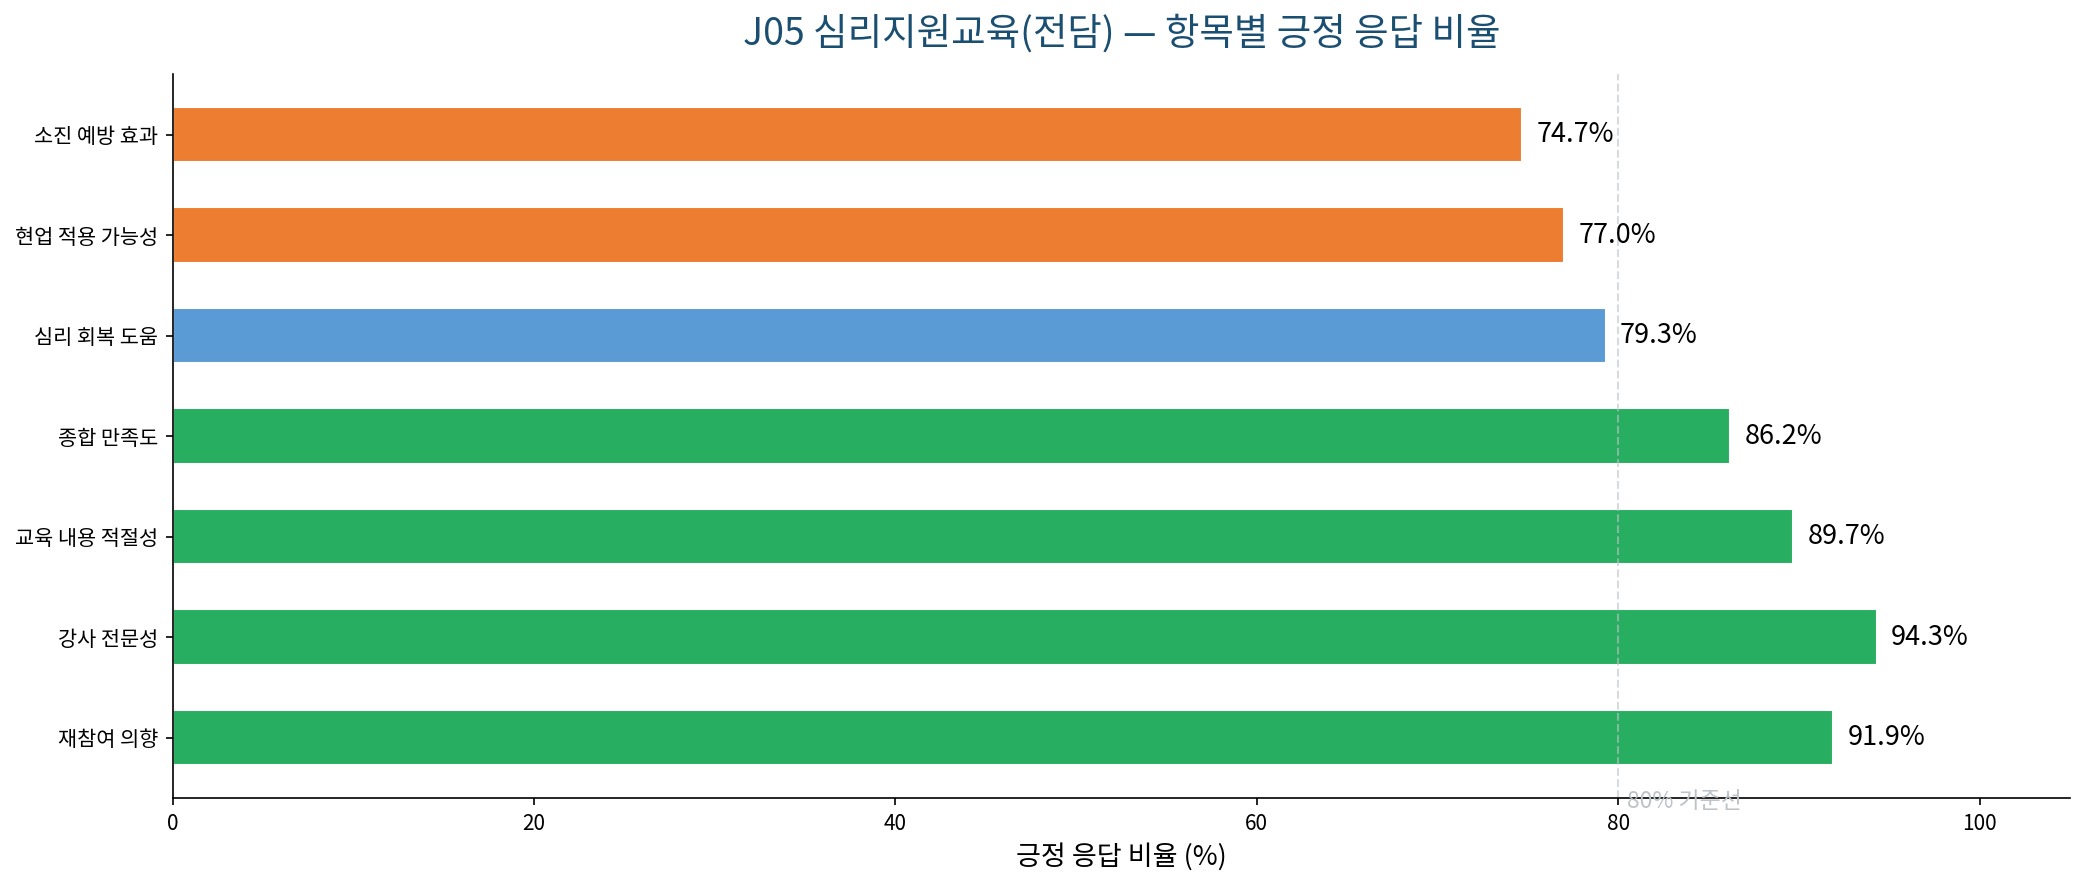 J05 심리지원교육(전담) — 항목별 긍정 응답 비율
소진 예방 효과 74.7%
현업 적용 가능성 77.0%
심리 회복 도움 79.3%
종합 만족도 86.2%
교육 내용 적절성 89.7%
강사 전문성 94.3%
재참여 의향 91.9%
80% 기준선
0 20 40 60 80 100
긍정 응답 비율 (%)